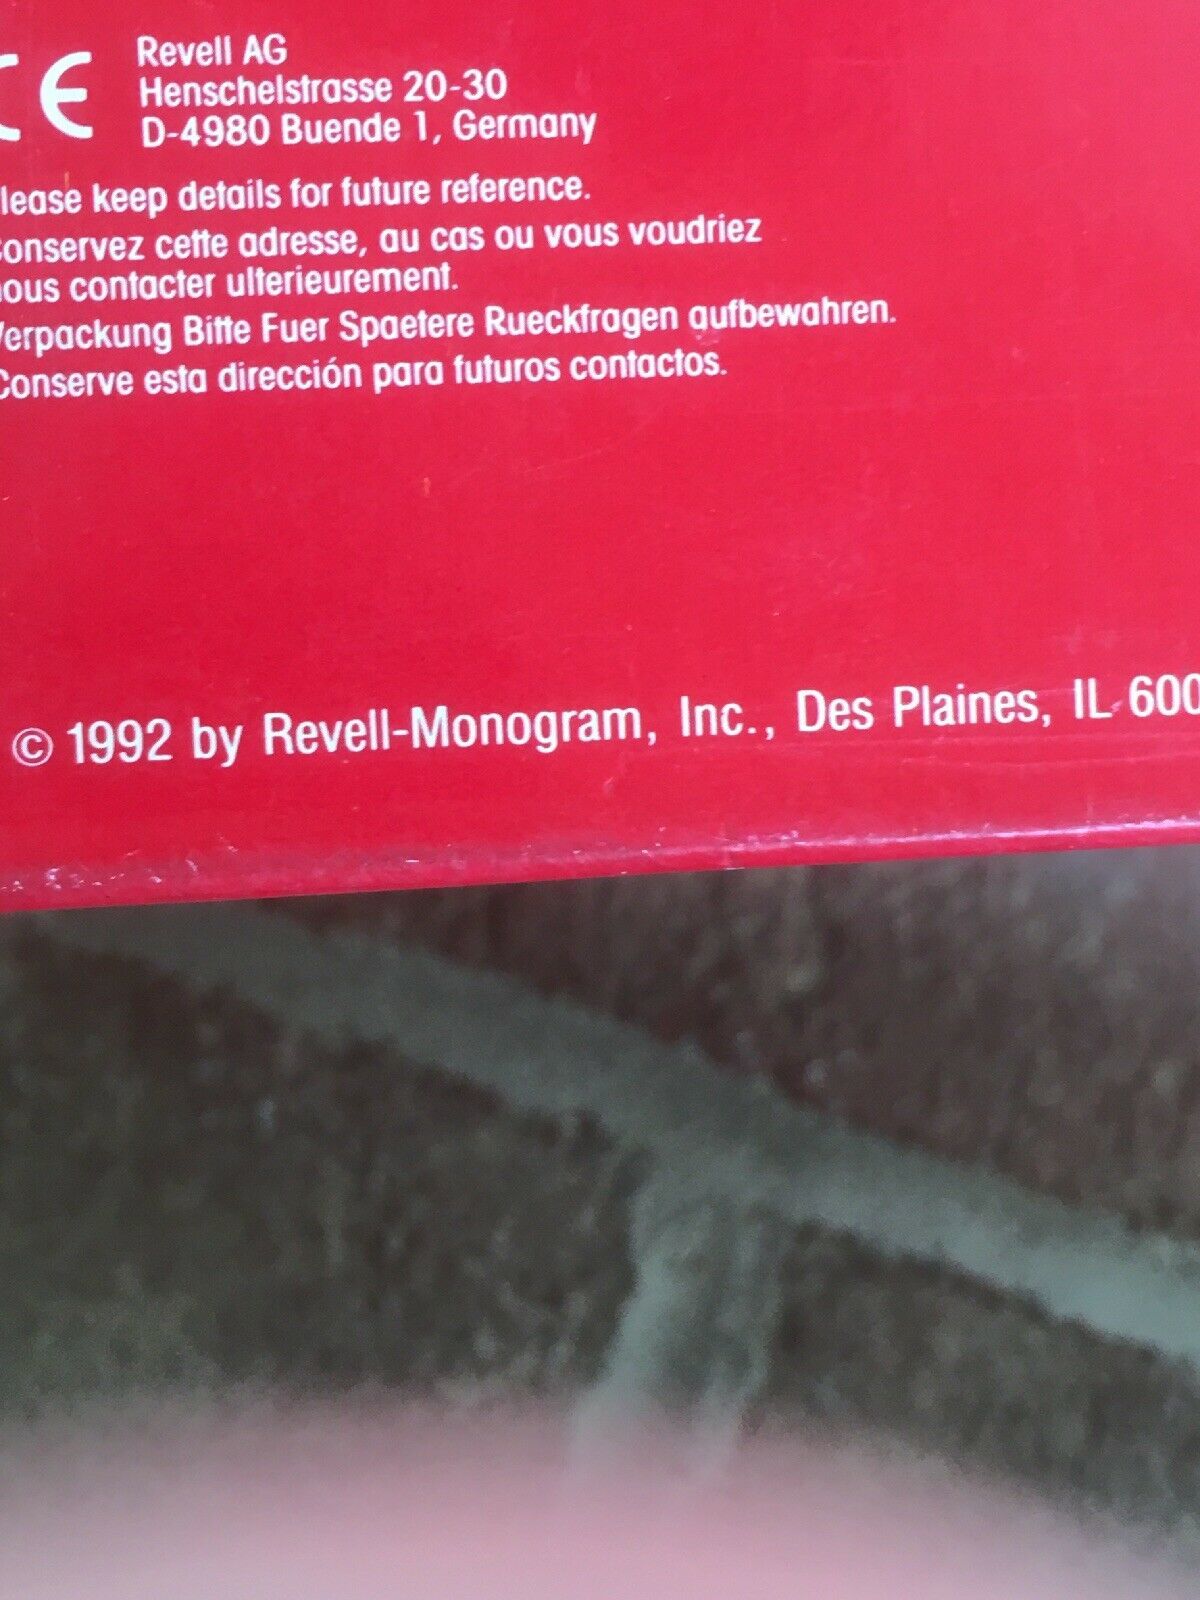 CE
Revell AG
Henschelstrasse 20-30
D-4980 Buende 1, Germany
lease keep details for future reference.
onservez cette adresse, au cas ou vous voudriez
ous contacter ulterieurement.
erpackung Bitte Fuer Spaetere Rueckfragen aufbewahren.
Conserve esta dirección para futuros contactos.
© 1992 by Revell-Monogram, Inc., Des Plaines, IL 600